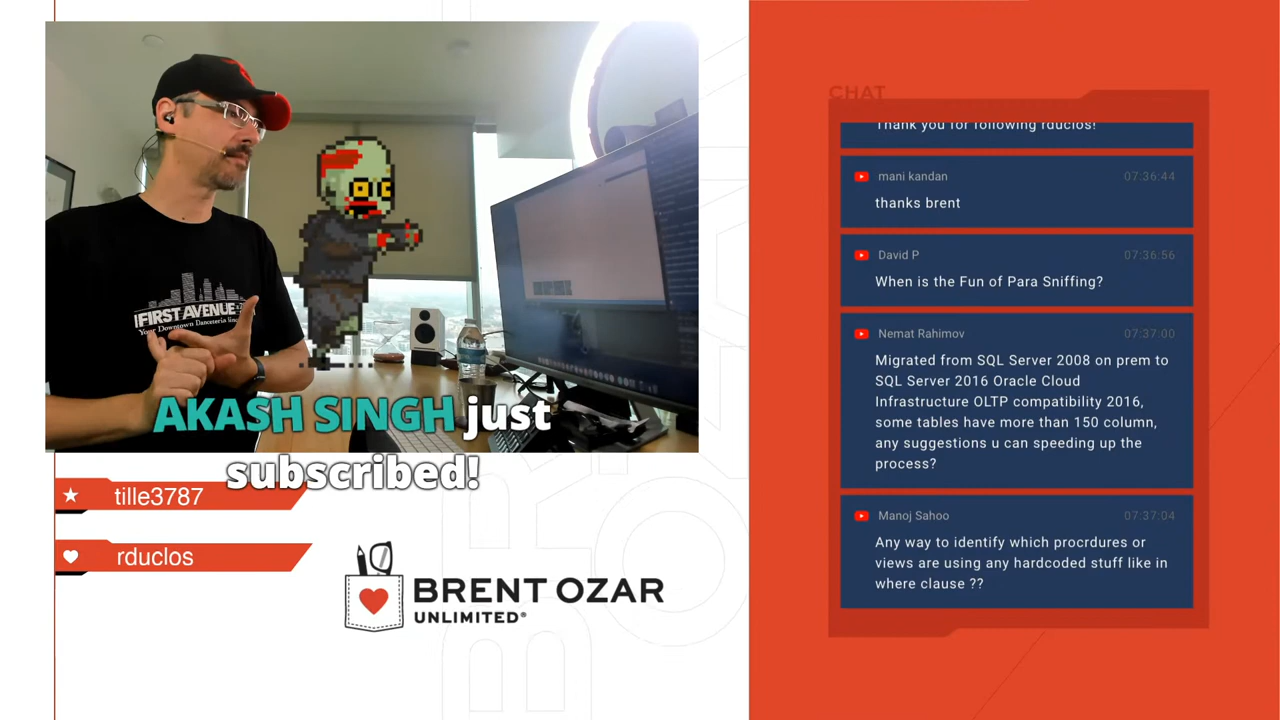 FIRST AVENUE
Your Downtown Danceteria Since
AKASH SINGH just
subscribed!
tille3787
rduclos
BRENT OZAR
UNLIMITED®
CHAT
Thank you for following rduclos!
mani kandan 07:36:44
thanks brent
David P 07:36:56
When is the Fun of Para Sniffing?
Nemat Rahimov 07:37:00
Migrated from SQL Server 2008 on prem to
SQL Server 2016 Oracle Cloud
Infrastructure OLTP compatibility 2016,
some tables have more than 150 column,
any suggestions u can speeding up the
process?
Manoj Sahoo 07:37:04
Any way to identify which procrdures or
views are using any hardcoded stuff like in
where clause ??